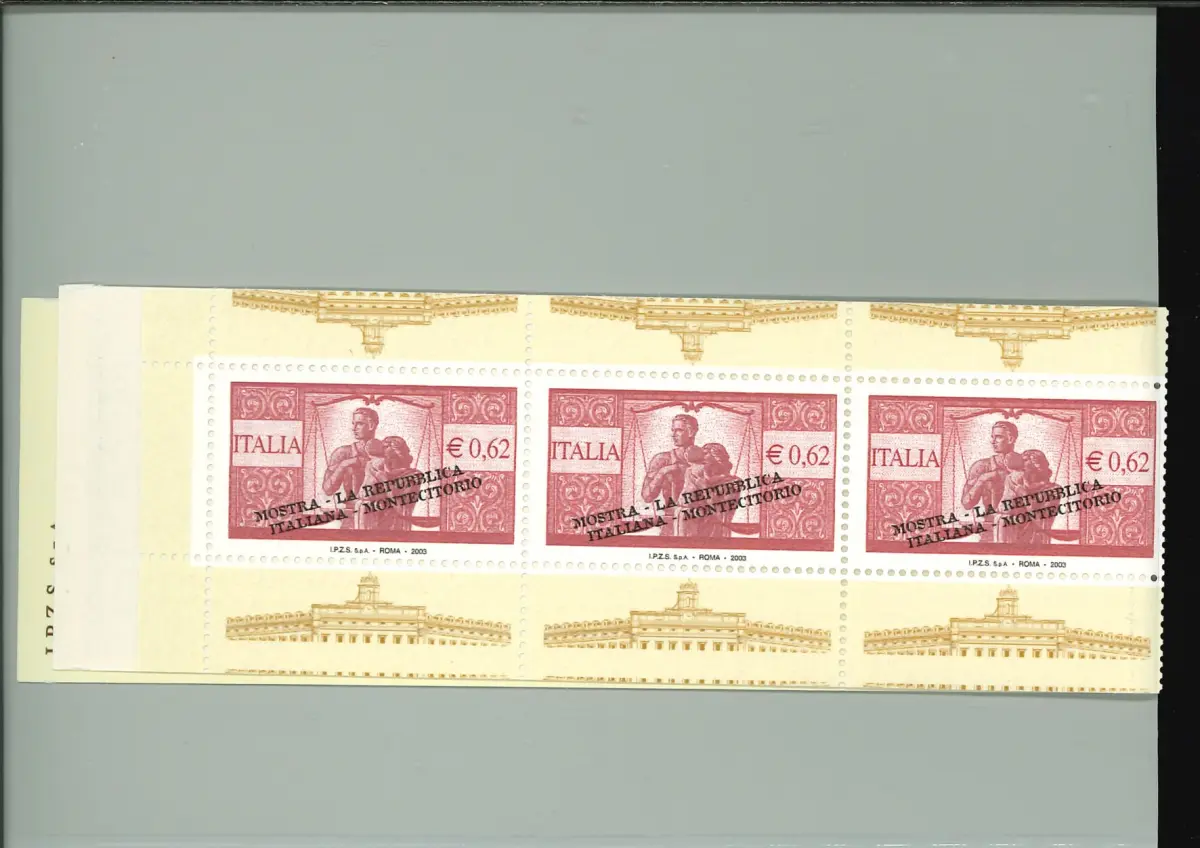 ITALIA
€ 0,62
MOSTRA - LA REPUBBLICA
ITALIANA - MONTECITORIO
I.P.Z.S. S.p.A. - ROMA - 2003
ITALIA
€ 0,62
MOSTRA - LA REPUBBLICA
ITALIANA - MONTECITORIO
I.P.Z.S. S.p.A. - ROMA - 2003
ITALIA
€ 0,62
MOSTRA - LA REPUBBLICA
ITALIANA - MONTECITORIO
I.P.Z.S. S.p.A. - ROMA - 2003